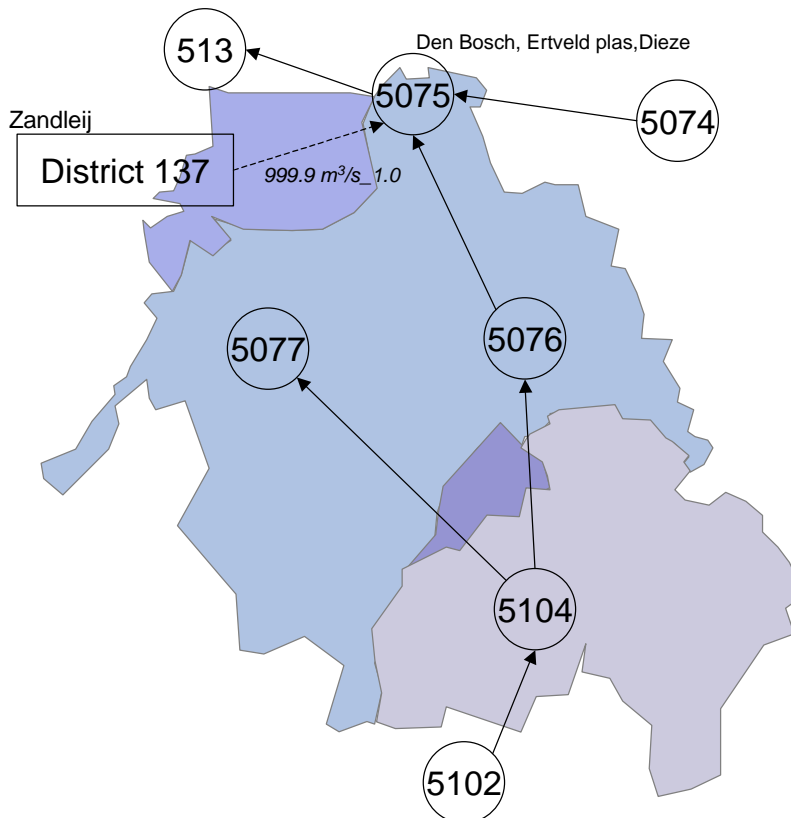 Den Bosch, Ertveld plas,Dieze
513
5075
5074
Zandleij
District 137
999.9 m³/s_1.0
5077
5076
5104
5102